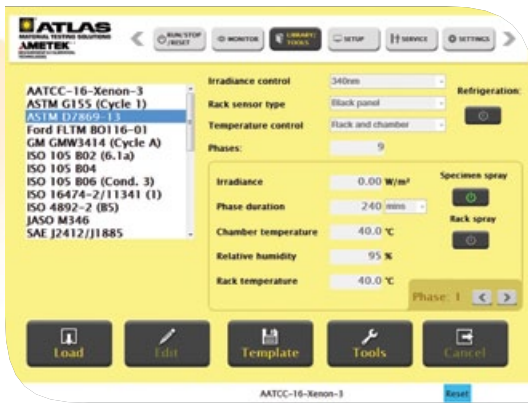 ATLAS
MATERIAL TESTING SOLUTIONS
AMETEK
RUN/STOP
/RESET
MONITOR
LIBRARY/
TOOLS
SETUP
SERVICE
SETTINGS
AATCC-16-Xenon-3
ASTM G155 (Cycle 1)
ASTM D7869-13
Ford FLTM BO116-01
GM GMW3414 (Cycle A)
ISO 105 B02 (6.1a)
ISO 105 B04
ISO 105 B06 (Cond. 3)
ISO 16474-2/11341 (1)
ISO 4892-2 (B5)
JASO M346
SAE J2412/J1885
Irradiance control 340nm
Rack sensor type Black panel
Temperature control Rack and chamber
Phases: 9
Refrigeration:
Irradiance 0.00 W/m²
Phase duration 240 mins
Chamber temperature 40.0 °C
Relative humidity 95 %
Rack temperature 40.0 °C
Specimen spray
Rack spray
Phase: 1 < >
Load
Edit
Template
Tools
Cancel
AATCC-16-Xenon-3 Reset